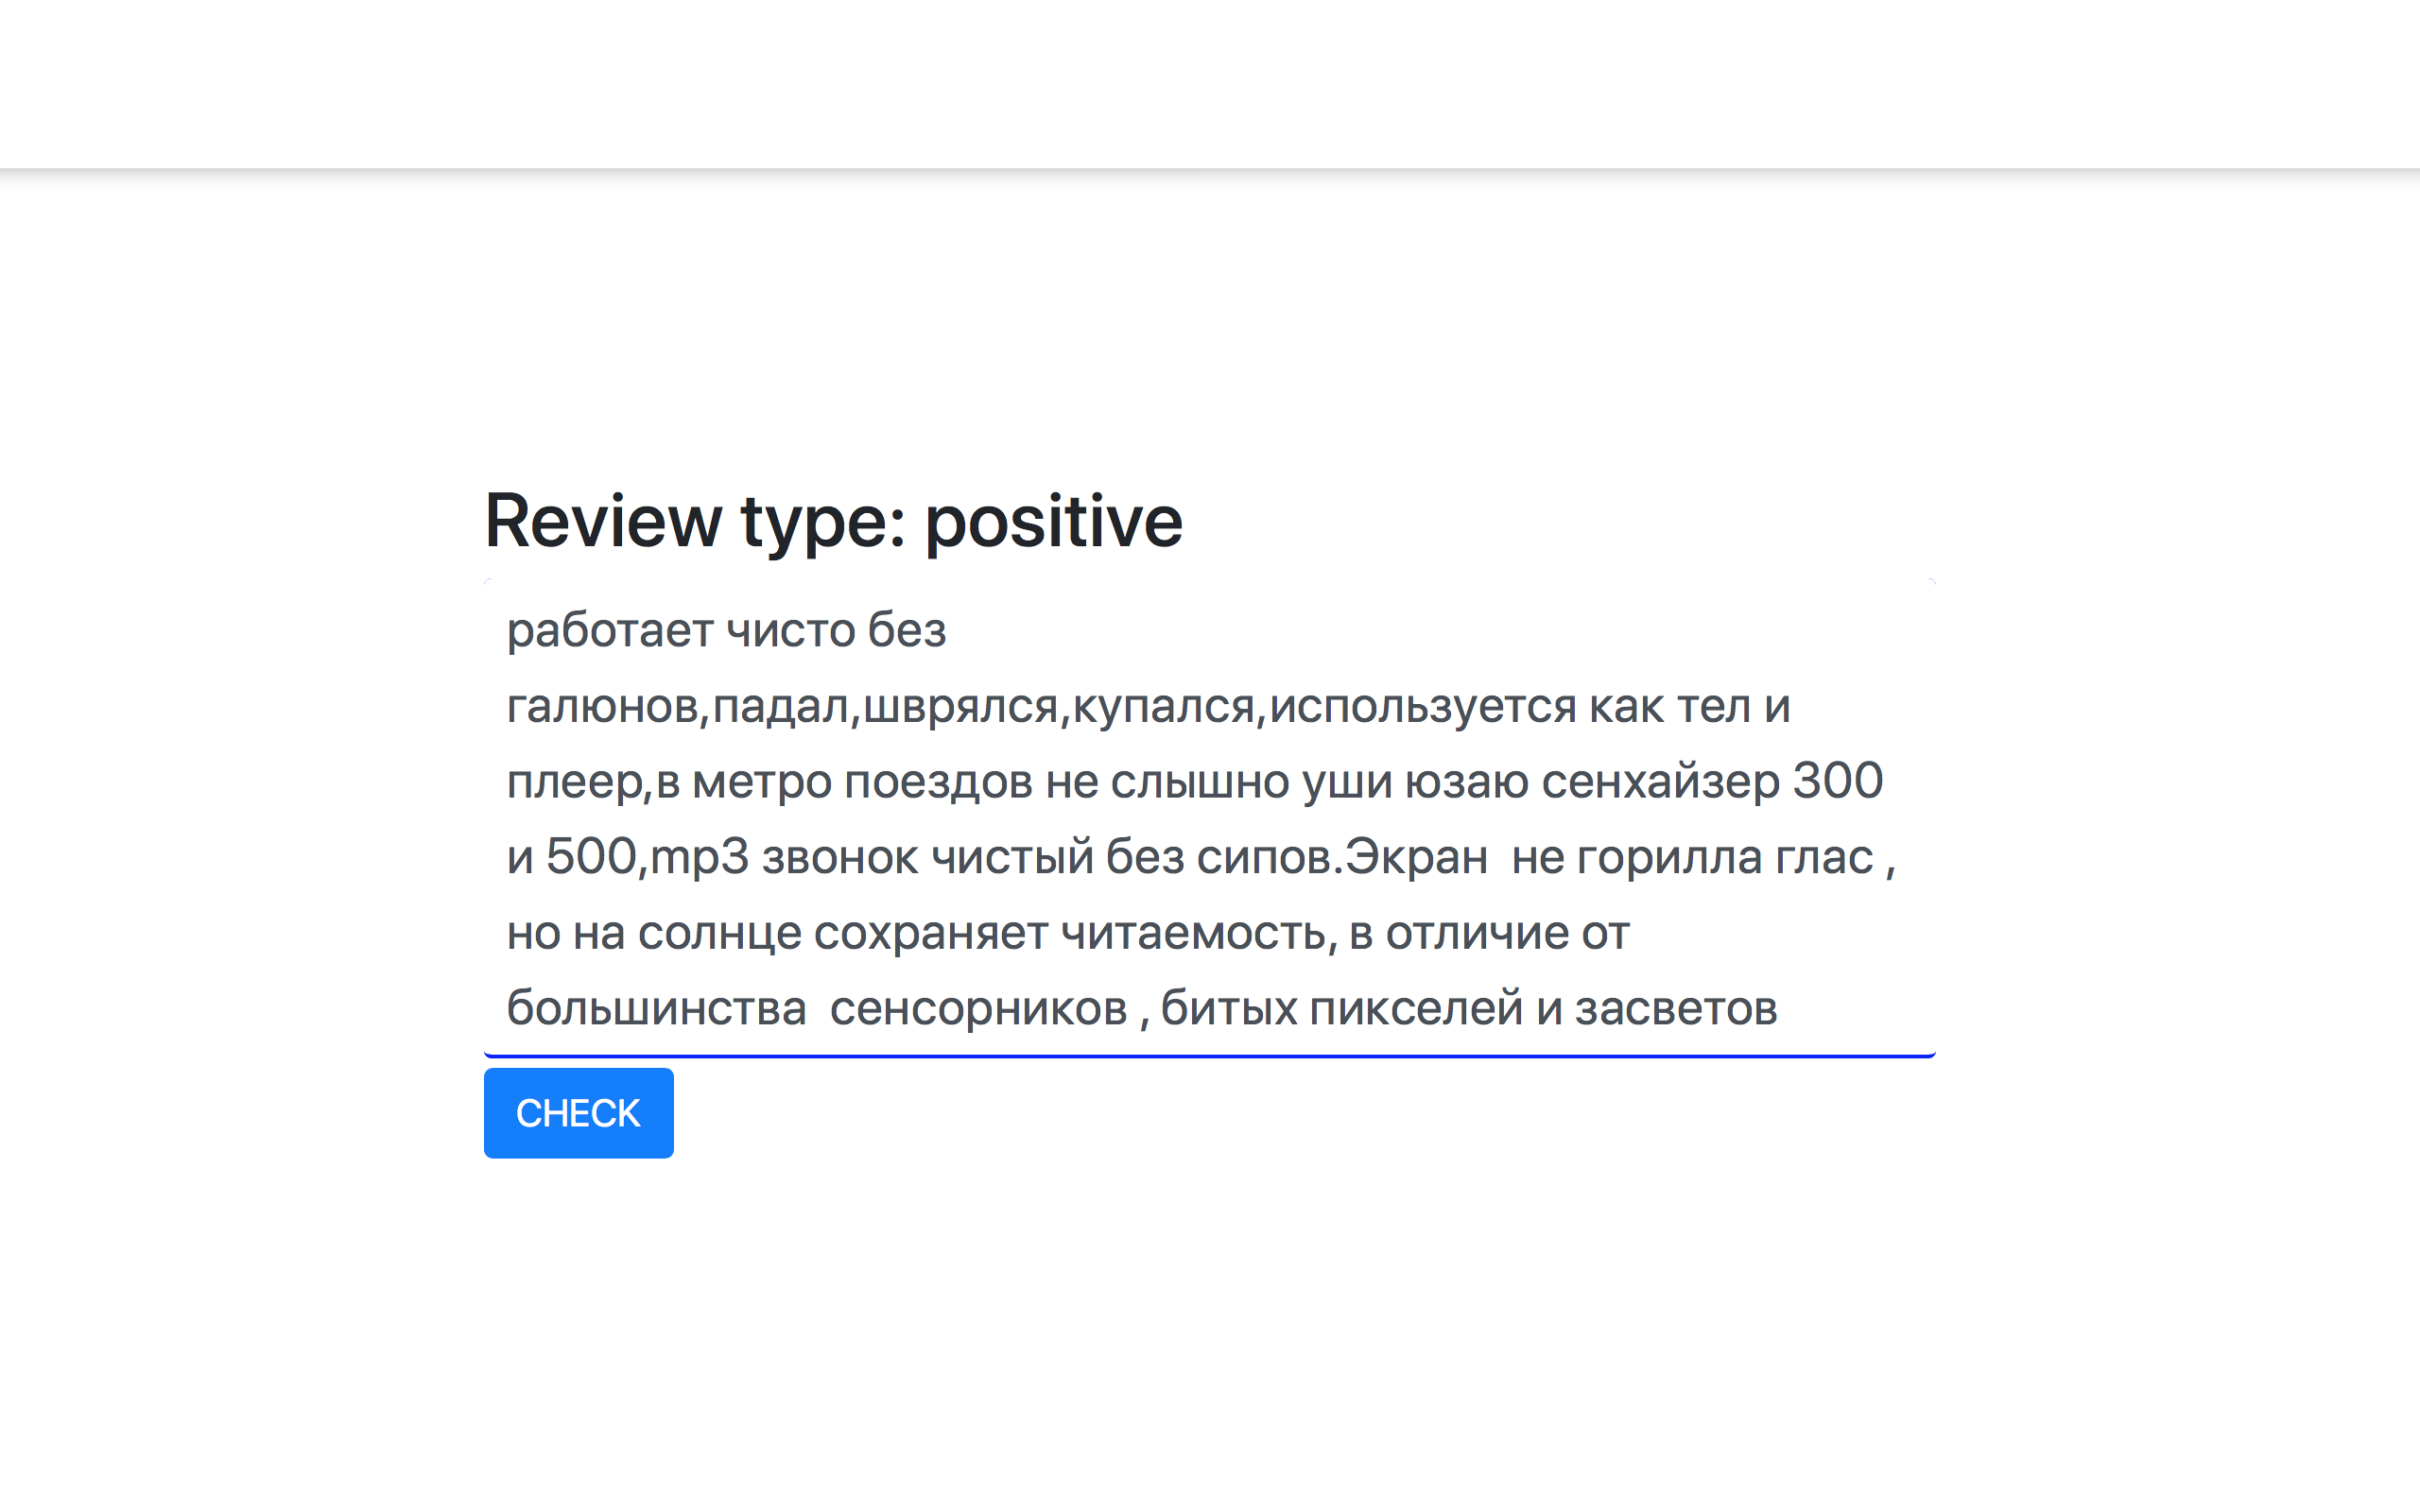 Review type: positive
работает чисто без
галюнов,падал,шврялся,купался,используется как тел и
плеер,в метро поездов не слышно уши юзаю сенхайзер 300
и 500,mp3 звонок чистый без сипов.Экран  не горилла глас ,
но на солнце сохраняет читаемость, в отличие от
большинства  сенсорников , битых пикселей и засветов
CHECK